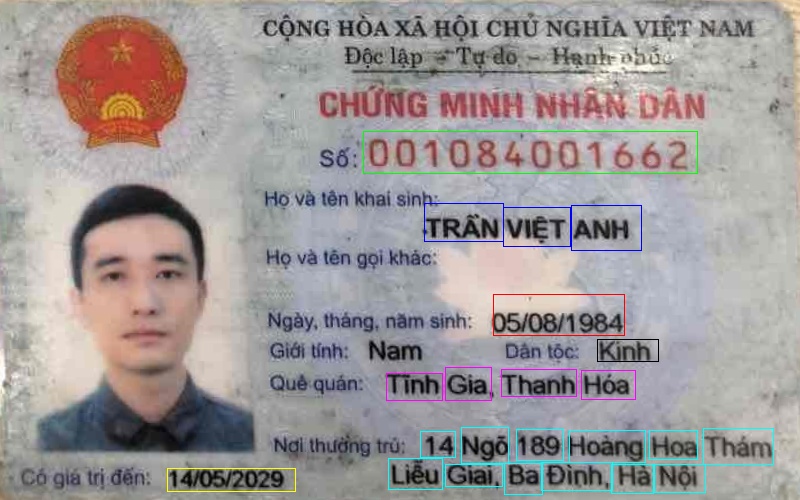 CỘNG HÒA XÃ HỘI CHỦ NGHĨA VIỆT NAM
Độc lập - Tự do - Hạnh phúc
CHỨNG MINH NHÂN DÂN
Số: 001084001662
Họ và tên khai sinh:
TRẦN VIỆT ANH
Họ và tên gọi khác:
Ngày, tháng, năm sinh: 05/08/1984
Giới tính: Nam Dân tộc: Kinh
Quê quán: Tĩnh Gia, Thanh Hóa
Nơi thường trú: 14 Ngõ 189 Hoàng Hoa Thám
Liễu Giai, Ba Đình, Hà Nội
Có giá trị đến: 14/05/2029